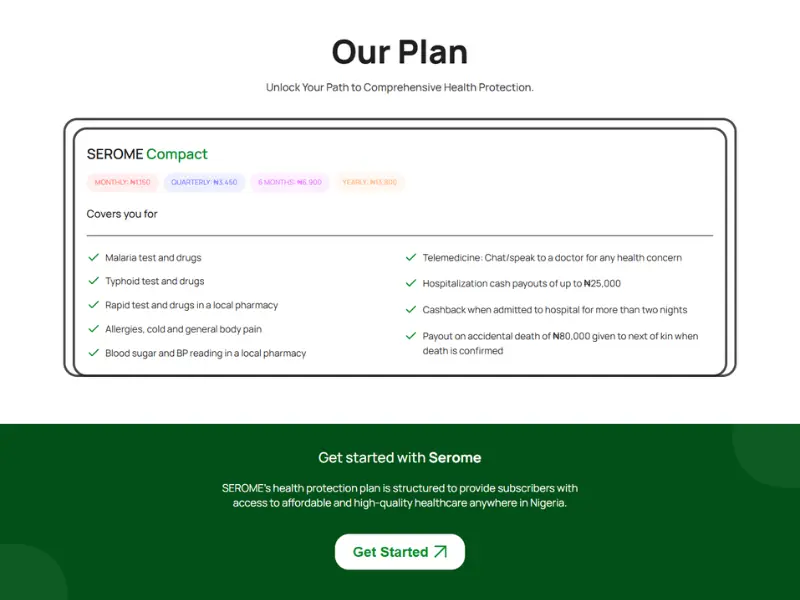 Our Plan
Unlock Your Path to Comprehensive Health Protection.
SEROME Compact
MONTHLY: ₦1,150 QUARTERLY: ₦3,450 6 MONTHS: ₦6,900 YEARLY: ₦13,800
Covers you for
Malaria test and drugs
Typhoid test and drugs
Rapid test and drugs in a local pharmacy
Allergies, cold and general body pain
Blood sugar and BP reading in a local pharmacy
Telemedicine: Chat/speak to a doctor for any health concern
Hospitalization cash payouts of up to ₦25,000
Cashback when admitted to hospital for more than two nights
Payout on accidental death of ₦80,000 given to next of kin when
death is confirmed
Get started with Serome
SEROME's health protection plan is structured to provide subscribers with
access to affordable and high-quality healthcare anywhere in Nigeria.
Get Started